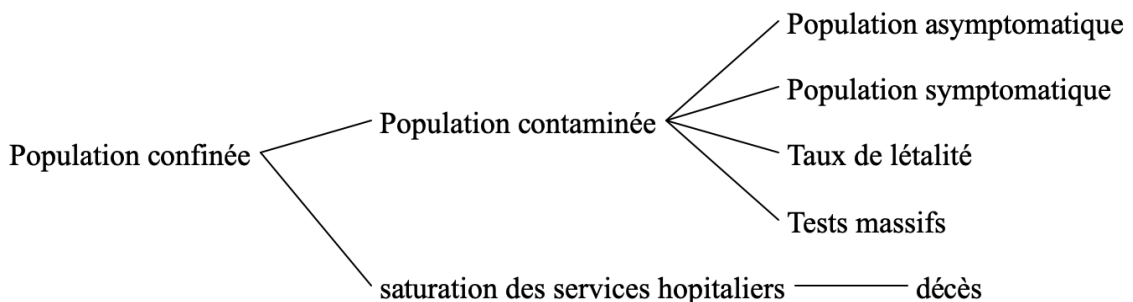 Population asymptomatique
Population symptomatique
Population contaminée
Population confinée
Taux de létalité
Tests massifs
saturation des services hopitaliers
décès